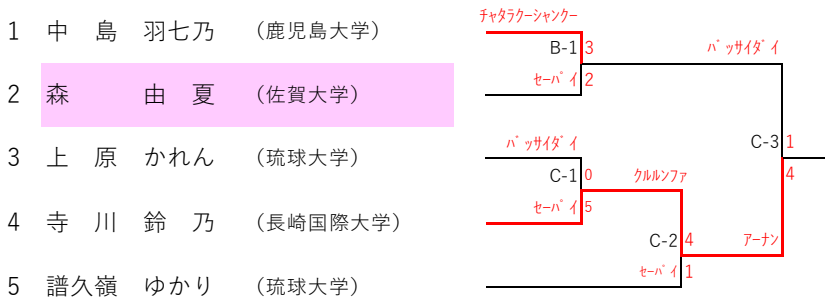 1 中 島 羽七乃 （鹿児島大学）
2 森 由 夏 （佐賀大学）
3 上 原 かれん （琉球大学）
4 寺 川 鈴 乃 （長崎国際大学）
5 譜久嶺 ゆかり （琉球大学）
ﾁｬﾀﾗｸｰｼｬﾝｸｰ
B-1 3
ｾｰﾊﾟｲ 2
ﾊﾞｯｻｲﾀﾞｲ
ﾊﾞｯｻｲﾀﾞｲ
C-1 0
ｾｰﾊﾟｲ 5
ｸﾙﾙﾝﾌｧ
C-2 4
ｾｰﾊﾟｲ 1
C-3 1
4
ｱｰﾅﾝ